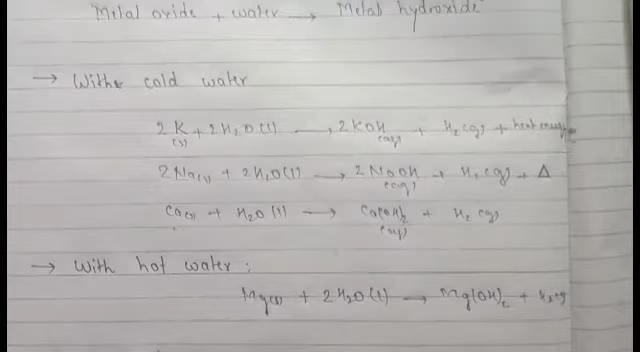 Metal oxide + water → Metal hydroxide
→ With cold water
2K(s) + 2H2O(l) → 2KOH(aq) + H2(g) + heat energy
2Na(s) + 2H2O(l) → 2NaOH(aq) + H2(g) + Δ
Ca(s) + H2O(l) → Ca(OH)2(aq) + H2(g)
→ With hot water :
Mg(s) + 2H2O(l) → Mg(OH)2 + H2(g)